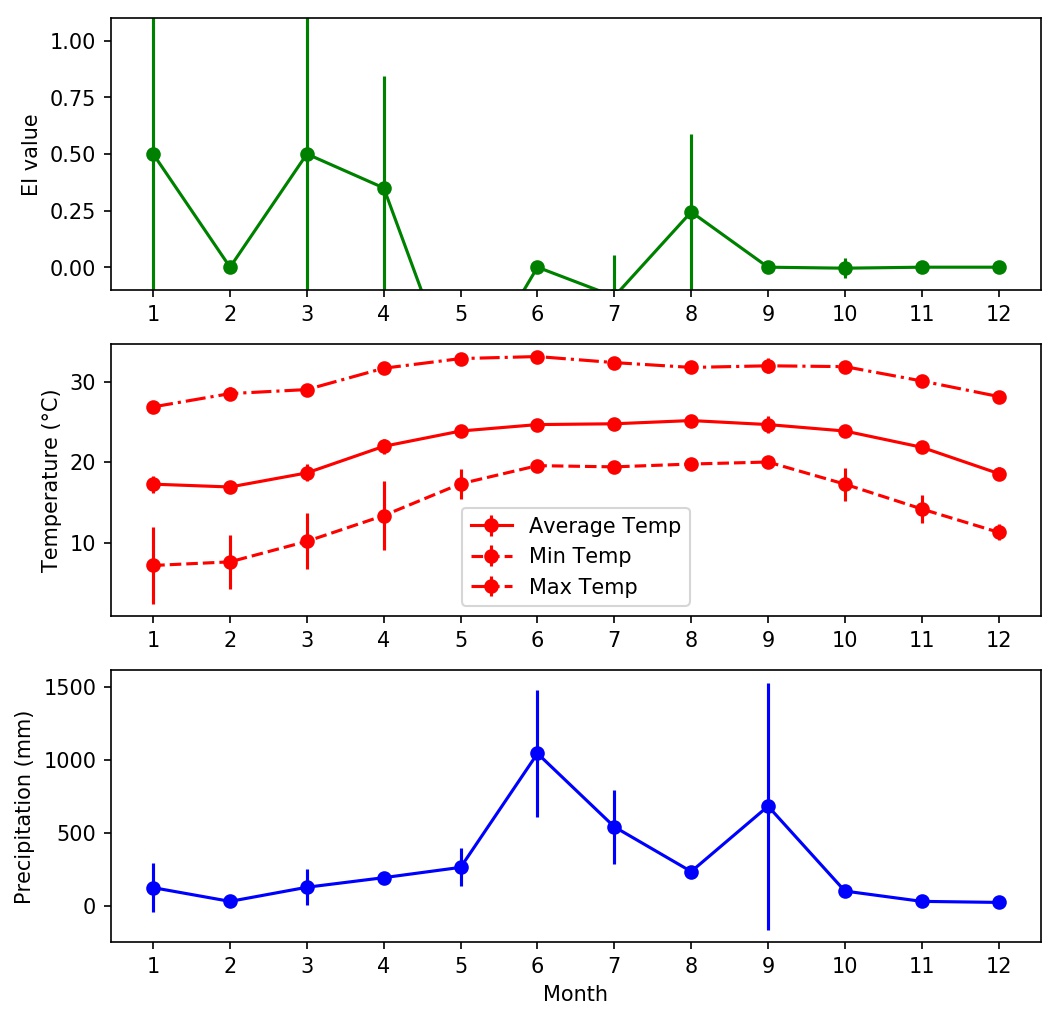 1.00
0.75
0.50
0.25
0.00
EI value
1 2 3 4 5 6 7 8 9 10 11 12
30
20
10
Temperature (°C)
Average Temp
Min Temp
Max Temp
1 2 3 4 5 6 7 8 9 10 11 12
1500
1000
500
0
Precipitation (mm)
1 2 3 4 5 6 7 8 9 10 11 12
Month